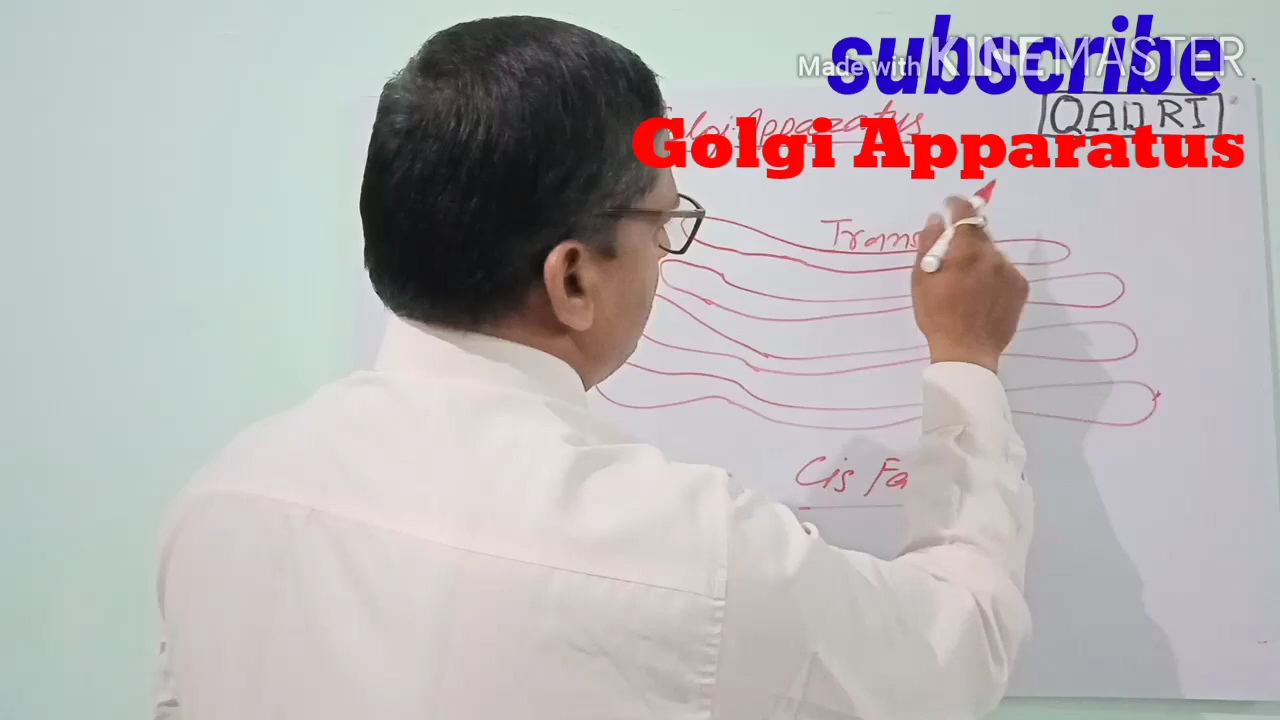 subscribe
Made with KINEMASTER
QADRI
Golgi Apparatus
Golgi Apparatus
Trans
Cis Fa